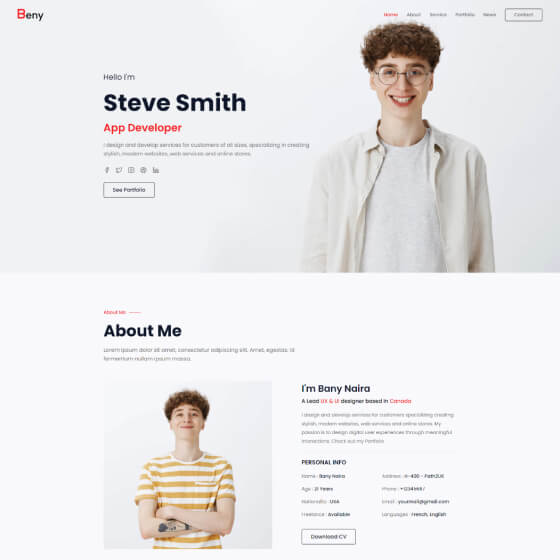 Beny
Home About Service Portfolio News Contact
Hello I'm
Steve Smith
App Developer
I design and develop services for customers of all sizes, specializing in creating
stylish, modern websites, web services and online stores.
See Portfolio
About Me
About Me
Lorem ipsum dolor sit amet, consectetur adipiscing elit. Amet, egestas. Id
fermentum nullam ipsum massa.
I'm Bany Naira
A Lead UX & UI designer based in Canada
I design and develop services for customers specializing creating
stylish, modern websites, web services and online stores. My
passion is to design digital user experiences through meaningful
interactions. Check out my Portfolio
PERSONAL INFO
Name : Bany Naira Address :
Age : 21 Years Phone : +1234567
Nationality : USA Email : yourmail@gmail.com
Freelance : Available Languages : French, English
Download CV